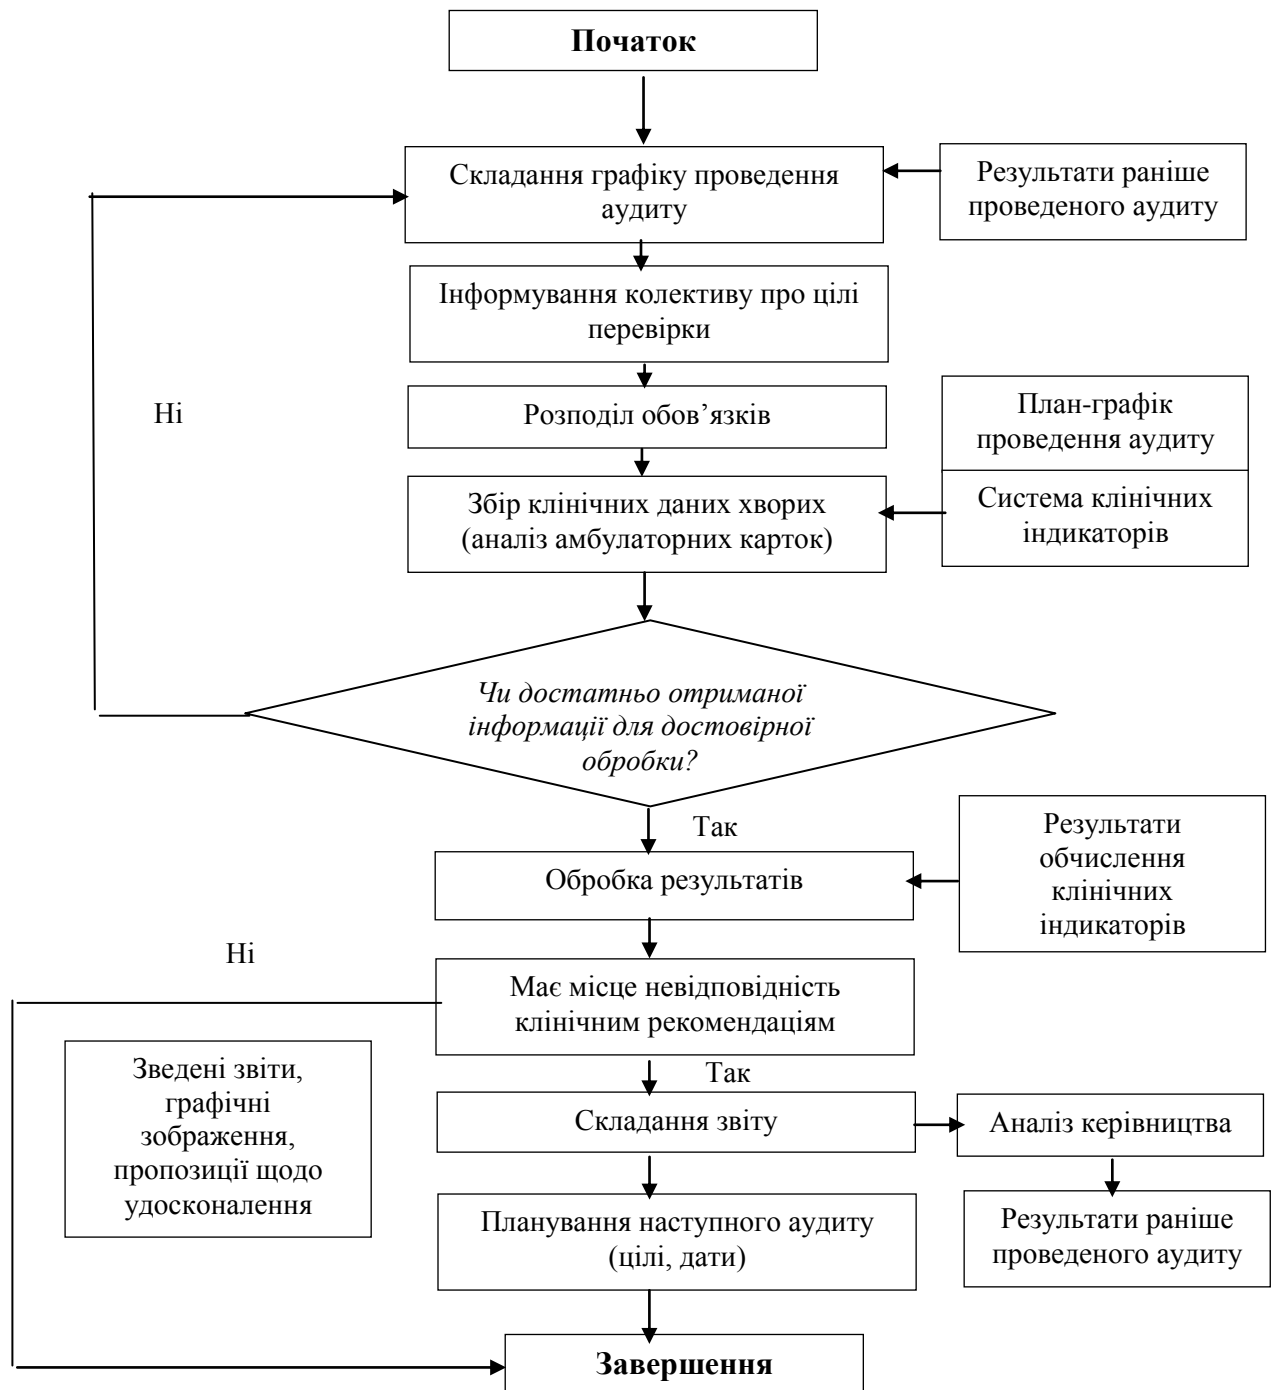 Початок
Складання графіку проведення
аудиту
Результати раніше
проведеного аудиту
Інформування колективу про цілі
перевірки
Ні
Розподіл обов’язків
План-графік
проведення аудиту
Збір клінічних даних хворих
(аналіз амбулаторних карток)
Система клінічних
індикаторів
Чи достатньо отриманої
інформації для достовірної
обробки?
Так
Обробка результатів
Результати
обчислення
клінічних
індикаторів
Ні
Має місце невідповідність
клінічним рекомендаціям
Зведені звіти,
графічні
зображення,
пропозиції щодо
удосконалення
Так
Складання звіту
Аналіз керівництва
Планування наступного аудиту
(цілі, дати)
Результати раніше
проведеного аудиту
Завершення